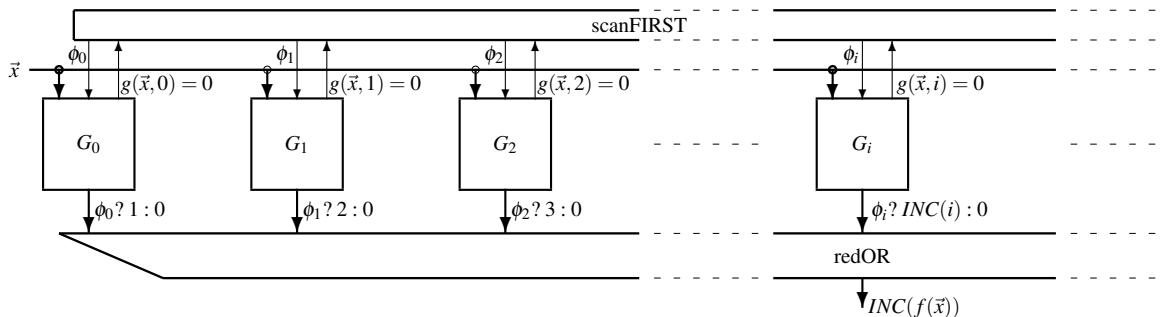 scanFIRST
ϕ₀ ϕ₁ ϕ₂ ϕᵢ
x⃗
g(x⃗,0) = 0 g(x⃗,1) = 0 g(x⃗,2) = 0 g(x⃗,i) = 0
G₀ G₁ G₂ Gᵢ
ϕ₀? 1 : 0 ϕ₁? 2 : 0 ϕ₂? 3 : 0 ϕᵢ? INC(i) : 0
redOR
INC(f(x⃗))